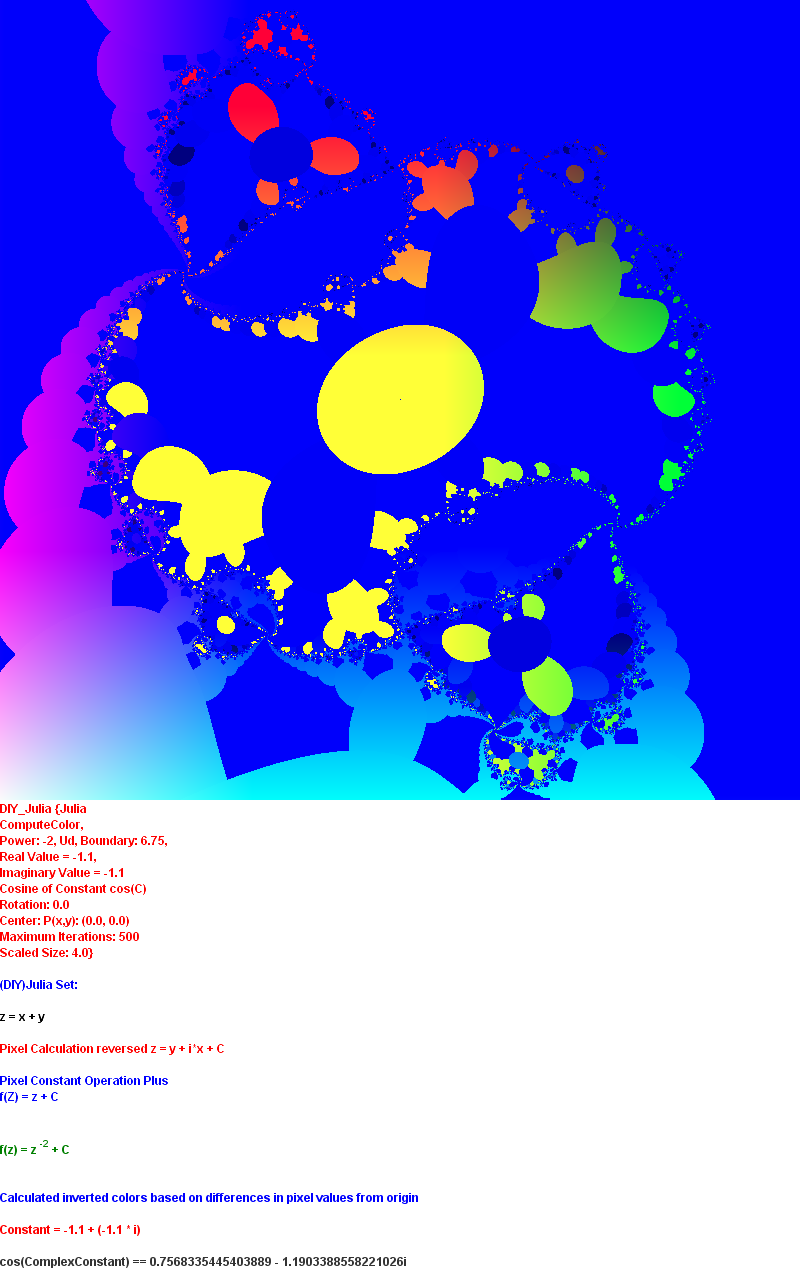 DIY_Julia {Julia
ComputeColor,
Power: -2, Ud, Boundary: 6.75,
Real Value = -1.1,
Imaginary Value = -1.1
Cosine of Constant cos(C)
Rotation: 0.0
Center: P(x,y): (0.0, 0.0)
Maximum Iterations: 500
Scaled Size: 4.0}
(DIY)Julia Set:
z = x + y
Pixel Calculation reversed z = y + i*x + C
Pixel Constant Operation Plus
f(Z) = z + C
f(z) = z -2 + C
Calculated inverted colors based on differences in pixel values from origin
Constant = -1.1 + (-1.1 * i)
cos(ComplexConstant) == 0.7568335445403889 - 1.1903388558221026i